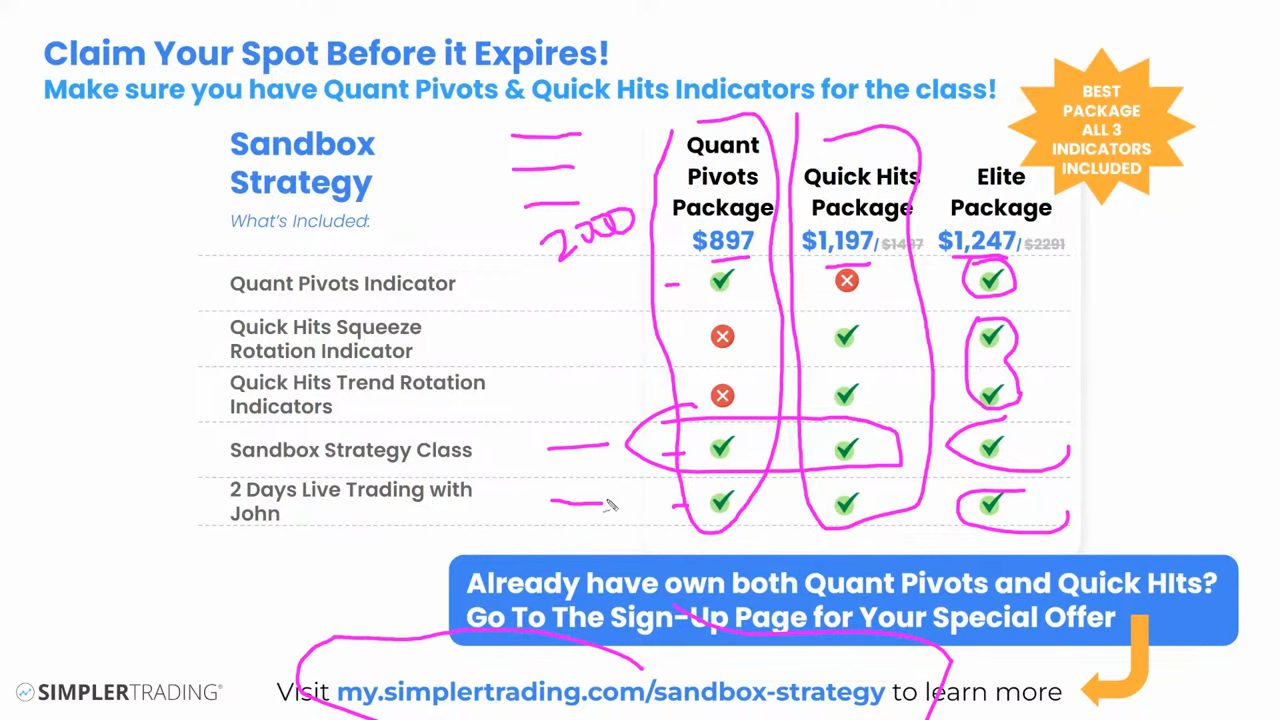 Claim Your Spot Before it Expires!
Make sure you have Quant Pivots & Quick Hits Indicators for the class!
BEST
PACKAGE
ALL 3
INDICATORS
INCLUDED
Sandbox
Strategy
What's Included:
2000
Quant
Pivots
Package
$897
Quick Hits
Package
$1,197/ $1497
Elite
Package
$1,247/ $2291
Quant Pivots Indicator
Quick Hits Squeeze
Rotation Indicator
Quick Hits Trend Rotation
Indicators
Sandbox Strategy Class
2 Days Live Trading with
John
Already have own both Quant Pivots and Quick HIts?
Go To The Sign-Up Page for Your Special Offer
SIMPLERTRADING®
Visit my.simplertrading.com/sandbox-strategy to learn more